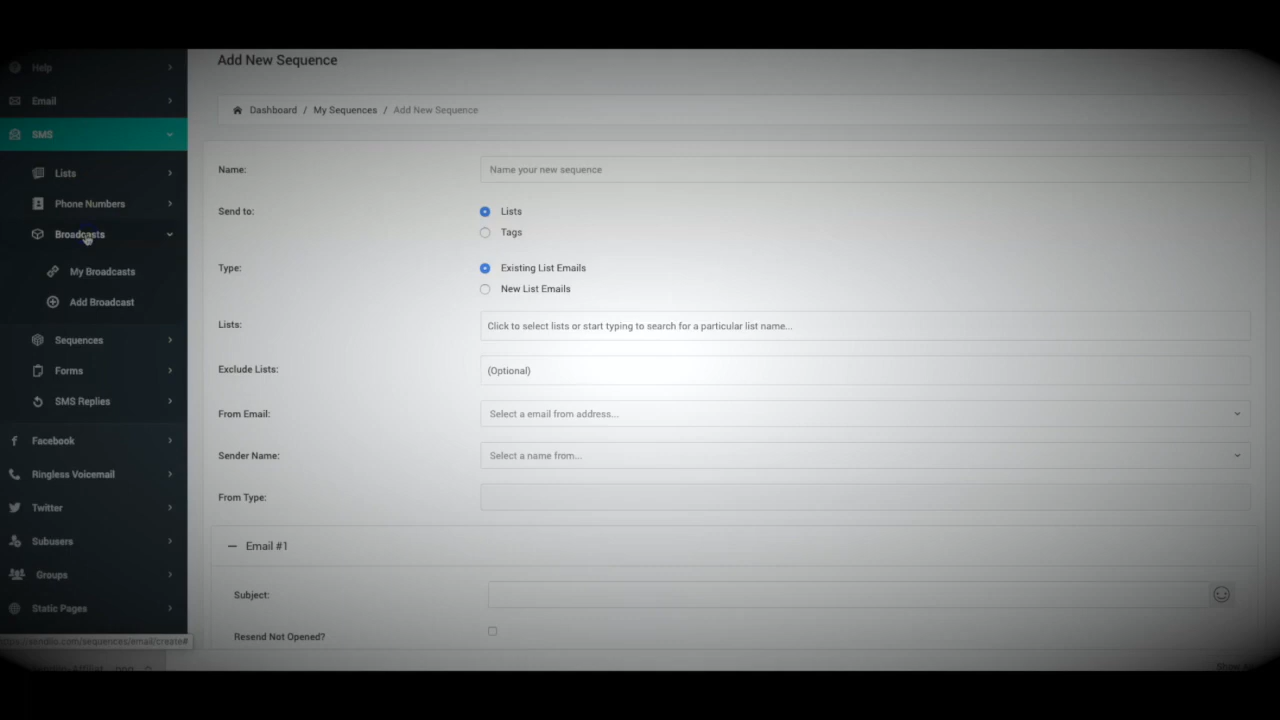 Add New Sequence
Help
Email
SMS
Lists
Phone Numbers
Broadcasts
My Broadcasts
Add Broadcast
Sequences
Forms
SMS Replies
Facebook
Ringless Voicemail
Twitter
Subusers
Groups
Static Pages
Dashboard / My Sequences / Add New Sequence
Name: Name your new sequence
Send to: Lists
Tags
Type: Existing List Emails
New List Emails
Lists: Click to select lists or start typing to search for a particular list name...
Exclude Lists: (Optional)
From Email: Select a email from address...
Sender Name: Select a name from...
From Type:
Email #1
Subject:
Resend Not Opened?